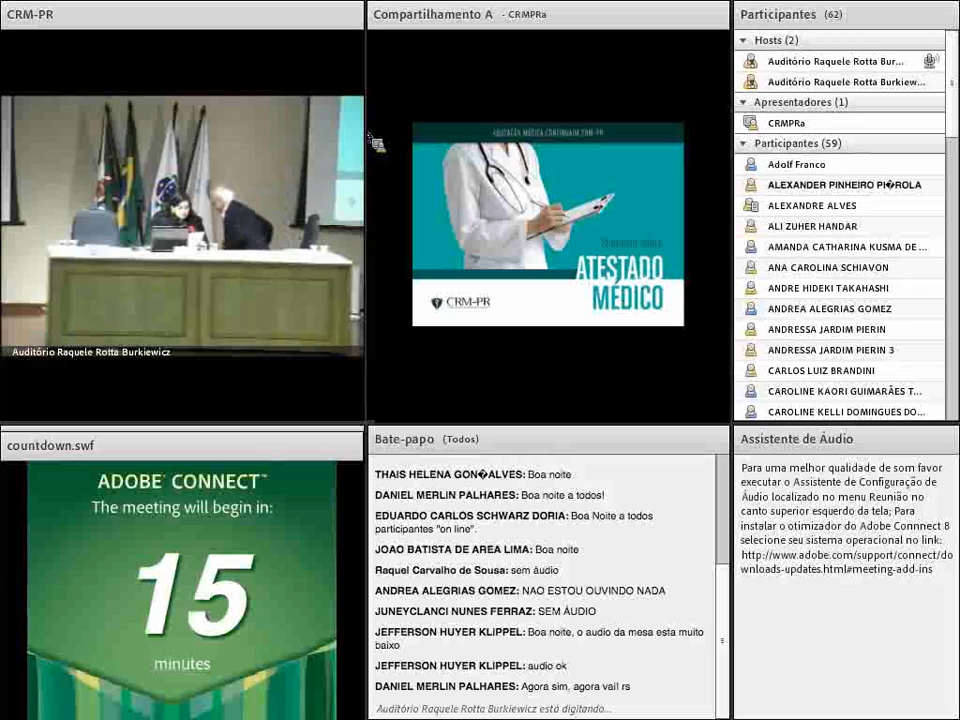 CRM-PR
Auditório Raquele Rotta Burkiewicz
Compartilhamento A - CRMPRa
EDUCAÇÃO MÉDICA CONTINUADA CRM-PR
ATESTADO
MÉDICO
CRM-PR
Participantes (62)
Hosts (2)
Auditório Raquele Rotta Bur...
Auditório Raquele Rotta Burkiew...
Apresentadores (1)
CRMPRa
Participantes (59)
Adolf Franco
ALEXANDER PINHEIRO PI�ROLA
ALEXANDRE ALVES
ALI ZUHER HANDAR
AMANDA CATHARINA KUSMA DE ...
ANA CAROLINA SCHIAVON
ANDRE HIDEKI TAKAHASHI
ANDREA ALEGRIAS GOMEZ
ANDRESSA JARDIM PIERIN
ANDRESSA JARDIM PIERIN 3
CARLOS LUIZ BRANDINI
CAROLINE KAORI GUIMARÃES T...
CAROLINE KELLI DOMINGUES DO...
countdown.swf
ADOBE® CONNECT™
The meeting will begin in:
15
minutes
Bate-papo (Todos)
THAIS HELENA GON�ALVES: Boa noite
DANIEL MERLIN PALHARES: Boa noite a todos!
EDUARDO CARLOS SCHWARZ DORIA: Boa Noite a todos
participantes "on line".
JOAO BATISTA DE AREA LIMA: Boa noite
Raquel Carvalho de Sousa: sem áudio
ANDREA ALEGRIAS GOMEZ: NAO ESTOU OUVINDO NADA
JUNEYCLANCI NUNES FERRAZ: SEM ÁUDIO
JEFFERSON HUYER KLIPPEL: Boa noite, o audio da mesa esta muito
baixo
JEFFERSON HUYER KLIPPEL: audio ok
DANIEL MERLIN PALHARES: Agora sim, agora vai! rs
Auditório Raquele Rotta Burkiewicz está digitando...
Assistente de Áudio
Para uma melhor qualidade de som favor
executar o Assistente de Configuração de
Áudio localizado no menu Reunião no
canto superior esquerdo da tela; Para
instalar o otimizador do Adobe Connnect 8
selecione seu sistema operacional no link:
http://www.adobe.com/support/connect/do
wnloads-updates.html#meeting-add-ins